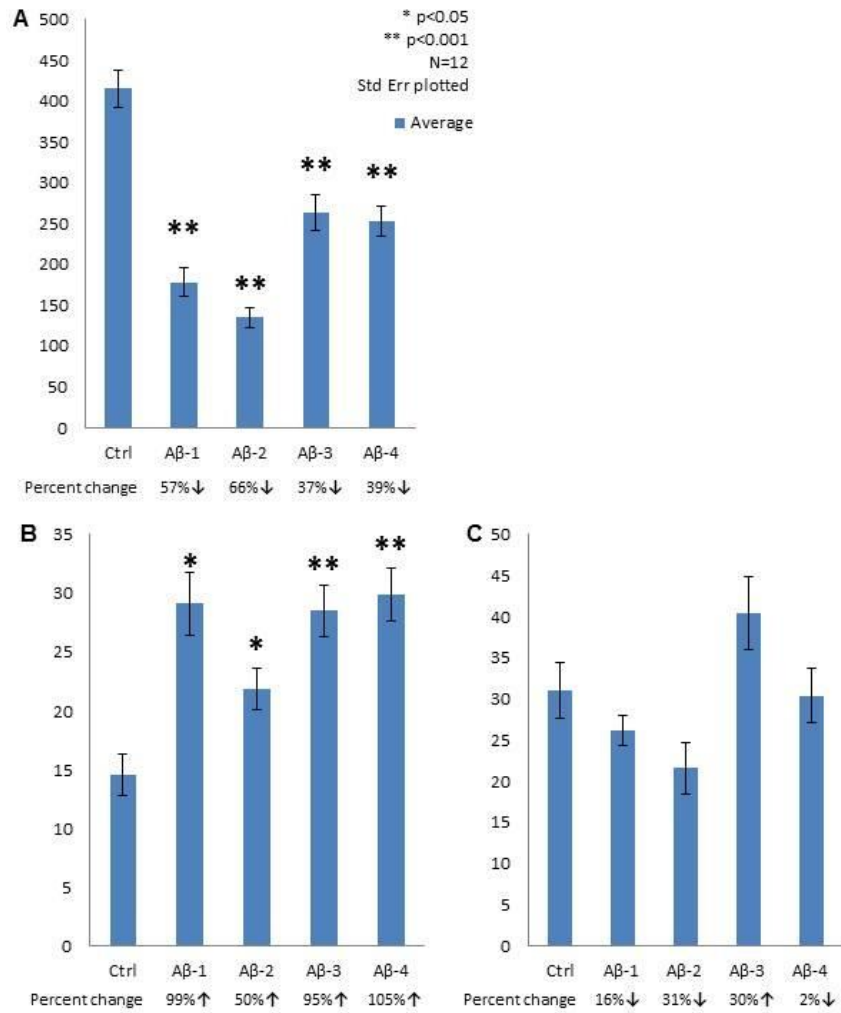 A
* p<0.05
** p<0.001
N=12
Std Err plotted
Average
500
450
400
350
300
250
200
150
100
50
0
**
**
**
**
Ctrl Aβ-1 Aβ-2 Aβ-3 Aβ-4
Percent change 57%↓ 66%↓ 37%↓ 39%↓
B
35
30
25
20
15
10
5
0
*
*
**
**
Ctrl Aβ-1 Aβ-2 Aβ-3 Aβ-4
Percent change 99%↑ 50%↑ 95%↑ 105%↑
C
50
45
40
35
30
25
20
15
10
5
0
Ctrl Aβ-1 Aβ-2 Aβ-3 Aβ-4
Percent change 16%↓ 31%↓ 30%↑ 2%↓